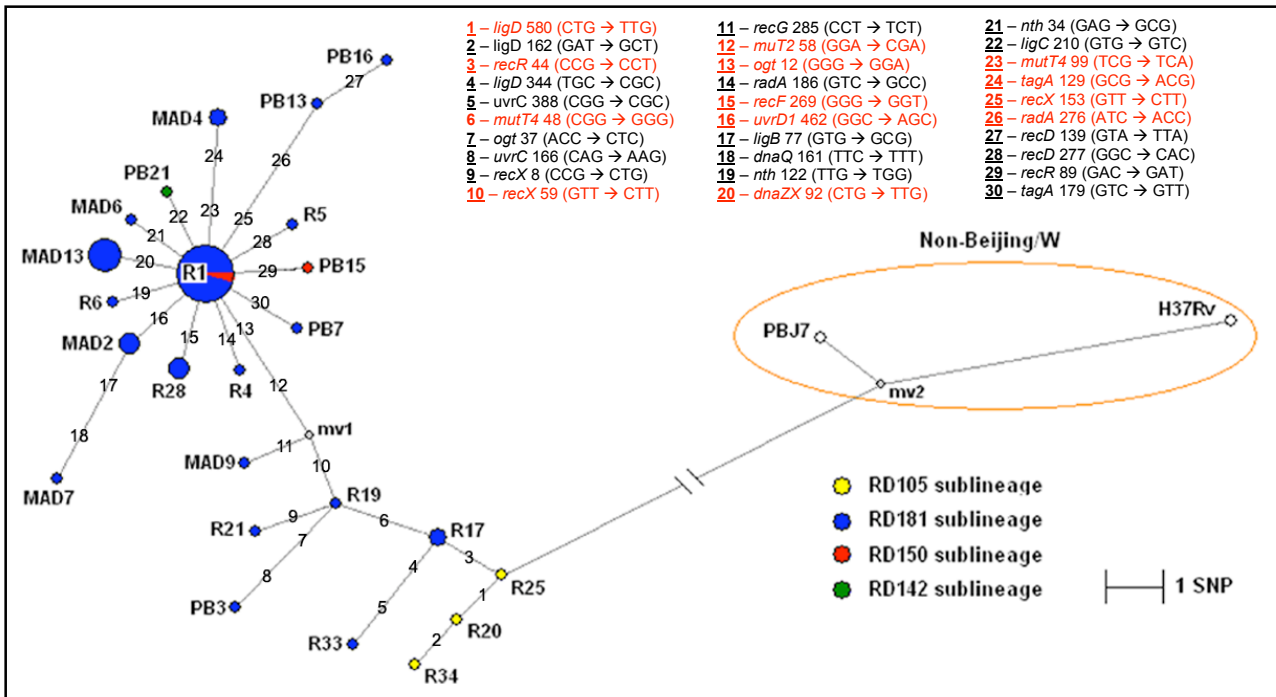 1 – ligD 580 (CTG → TTG)
2 – ligD 162 (GAT → GCT)
3 – recR 44 (CCG → CCT)
4 – ligD 344 (TGC → CGC)
5 – uvrC 388 (CGG → CGC)
6 – mutT4 48 (CGG → GGG)
7 – ogt 37 (ACC → CTC)
8 – uvrC 166 (CAG → AAG)
9 – recX 8 (CCG → CTG)
10 – recX 59 (GTT → CTT)
11 – recG 285 (CCT → TCT)
12 – muT2 58 (GGA → CGA)
13 – ogt 12 (GGG → GGA)
14 – radA 186 (GTC → GCC)
15 – recF 269 (GGG → GGT)
16 – uvrD1 462 (GGC → AGC)
17 – ligB 77 (GTG → GCG)
18 – dnaQ 161 (TTC → TTT)
19 – nth 122 (TTG → TGG)
20 – dnaZX 92 (CTG → TTG)
21 – nth 34 (GAG → GCG)
22 – ligC 210 (GTG → GTC)
23 – mutT4 99 (TCG → TCA)
24 – tagA 129 (GCG → ACG)
25 – recX 153 (GTT → CTT)
26 – radA 276 (ATC → ACC)
27 – recD 139 (GTA → TTA)
28 – recD 277 (GGC → CAC)
29 – recR 89 (GAC → GAT)
30 – tagA 179 (GTC → GTT)
PB16
27
PB13
MAD4
26
24
PB21
MAD6
22
23
25
R5
21
28
MAD13
20
R1
29
PB15
R6
19
30
16
13
PB7
MAD2
15
14
R28
R4
17
12
18
mv1
MAD9
11
10
MAD7
R19
R21
9
6
R17
7
3
4
R25
8
1
PB3
5
R20
R33
2
R34
Non-Beijing/W
H37Rv
PBJ7
mv2
RD105 sublineage
RD181 sublineage
RD150 sublineage
RD142 sublineage
1 SNP